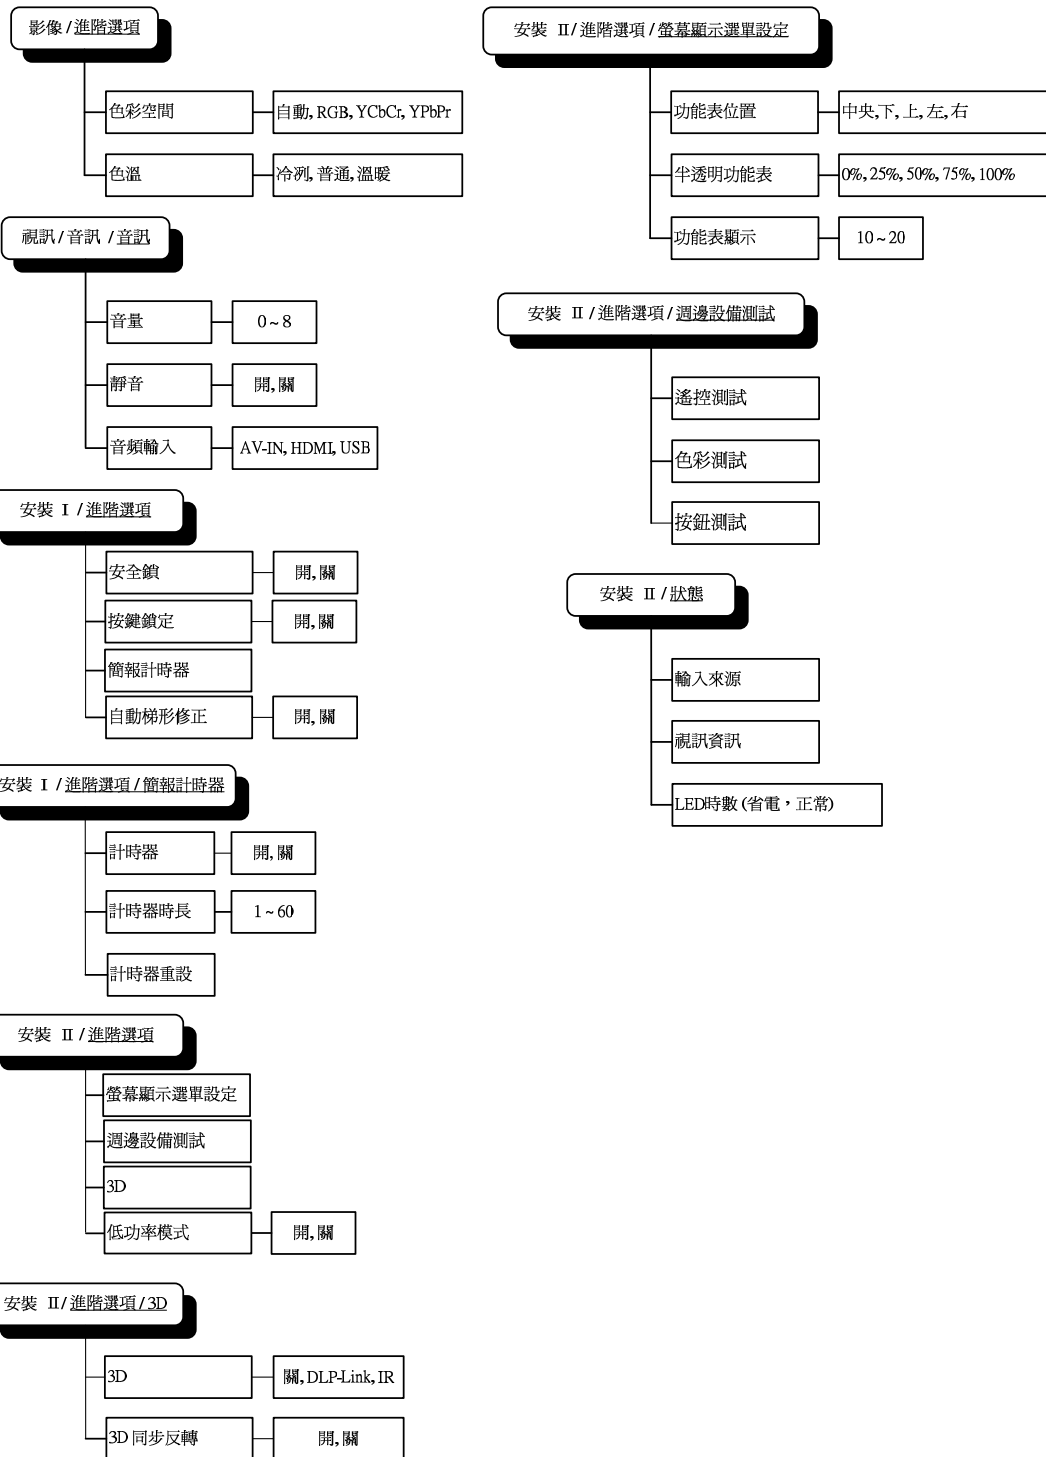 影像 / 進階選項
色彩空間
自動, RGB, YCbCr, YPbPr
色溫
冷冽, 普通, 溫暖
視訊 / 音訊 / 音訊
音量
0 ~ 8
靜音
開, 關
音頻輸入
AV-IN, HDMI, USB
安裝 I / 進階選項
安全鎖
開, 關
按鍵鎖定
開, 關
簡報計時器
自動梯形修正
開, 關
安裝 I / 進階選項 / 簡報計時器
計時器
開, 關
計時器時長
1 ~ 60
計時器重設
安裝 II / 進階選項
螢幕顯示選單設定
週邊設備測試
3D
低功率模式
開, 關
安裝 II / 進階選項 / 3D
3D
關, DLP-Link, IR
3D 同步反轉
開, 關
安裝 II / 進階選項 / 螢幕顯示選單設定
功能表位置
中央, 下, 上, 左, 右
半透明功能表
0%, 25%, 50%, 75%, 100%
功能表顯示
10 ~ 20
安裝 II / 進階選項 / 週邊設備測試
遙控測試
色彩測試
按鈕測試
安裝 II / 狀態
輸入來源
視訊資訊
LED時數 (省電，正常)